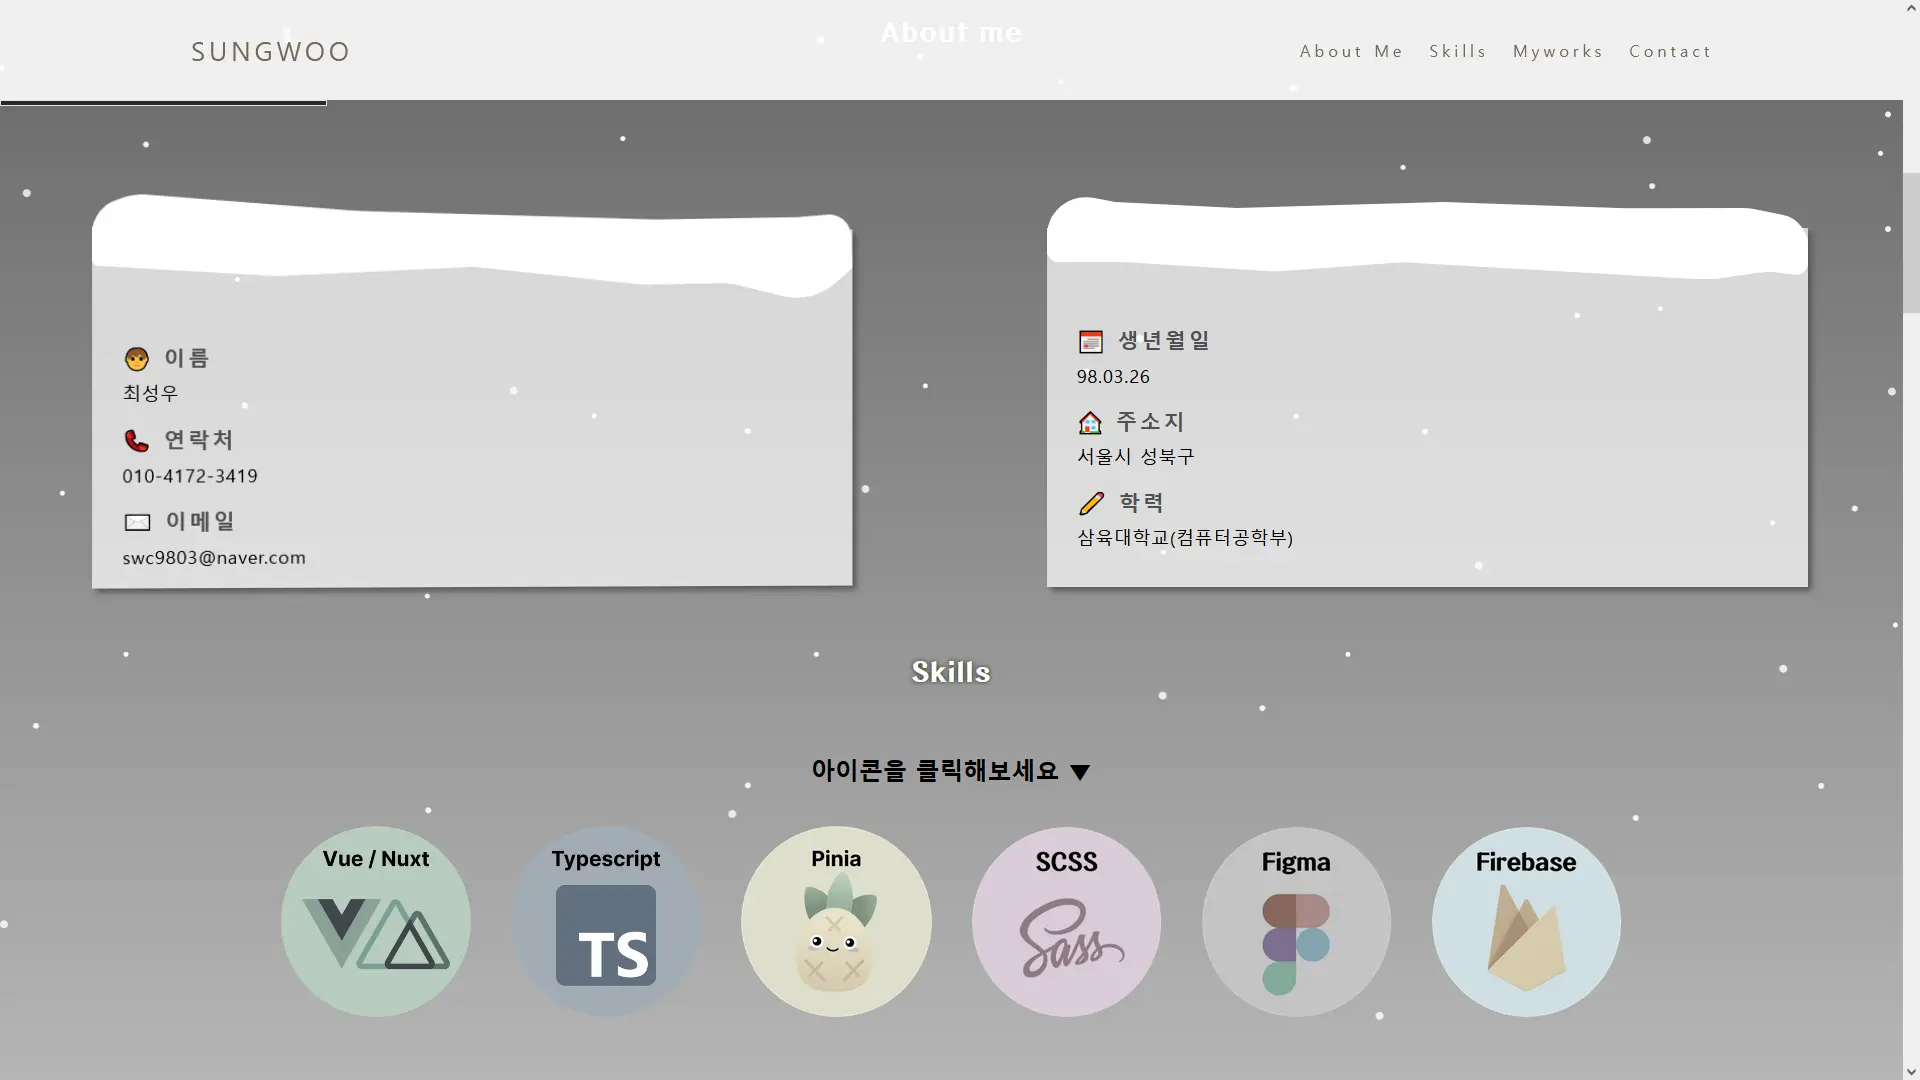 About me
SUNGWOO
About Me Skills Myworks Contact
이름
최성우
연락처
010-4172-3419
이메일
swc9803@naver.com
생년월일
98.03.26
주소지
서울시 성북구
학력
삼육대학교(컴퓨터공학부)
Skills
아이콘을 클릭해보세요 ▼
Vue / Nuxt
Typescript
TS
Pinia
SCSS
Sass
Figma
Firebase